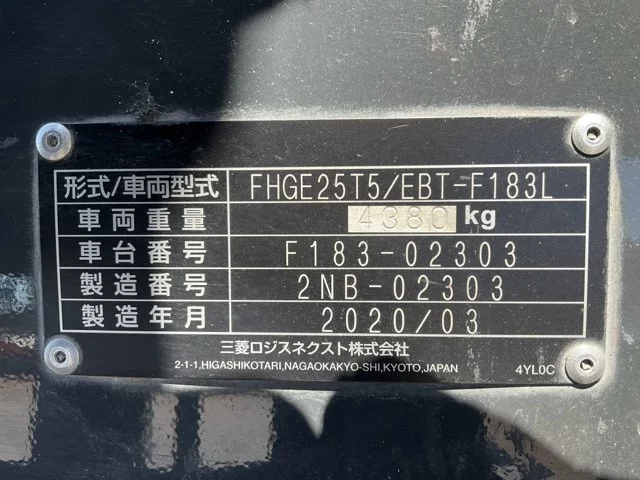 形式/車両型式 FHGE25T5/EBT-F183L
車両重量 4380 kg
車台番号 F183-02303
製造番号 2NB-02303
製造年月 2020/03
三菱ロジスネクスト株式会社
2-1-1,HIGASHIKOTARI,NAGAOKAKYO-SHI,KYOTO,JAPAN 4YL0C